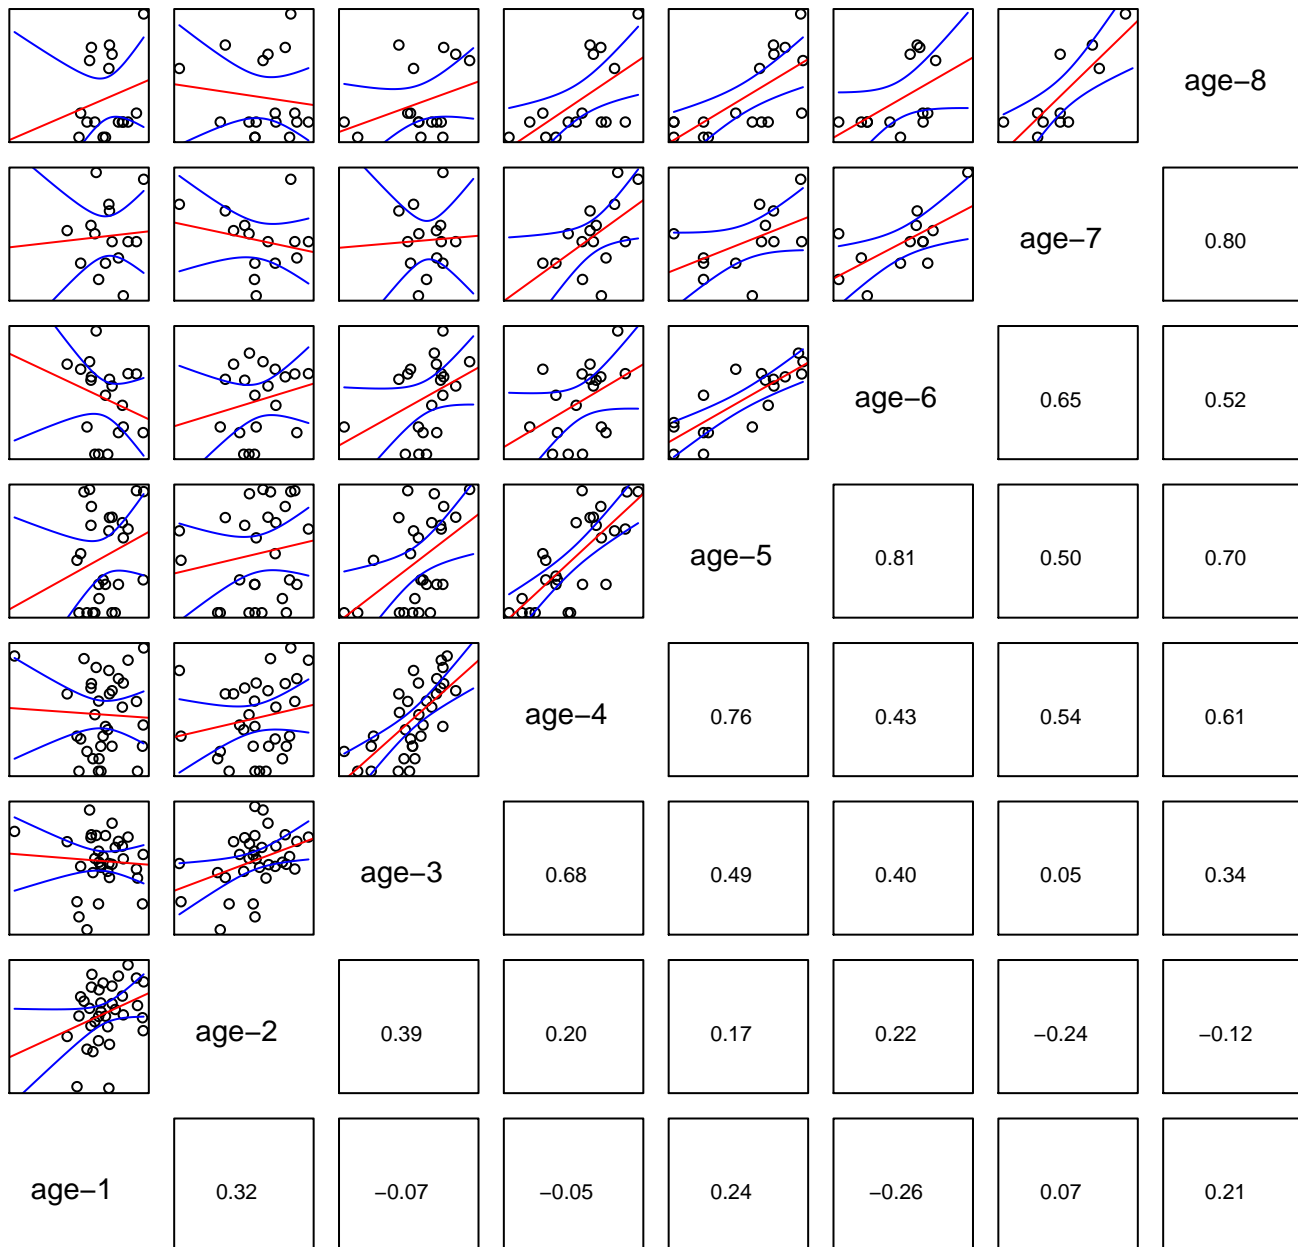 age−8
age−7 0.80
age−6 0.65 0.52
age−5 0.81 0.50 0.70
age−4 0.76 0.43 0.54 0.61
age−3 0.68 0.49 0.40 0.05 0.34
age−2 0.39 0.20 0.17 0.22 −0.24 −0.12
age−1 0.32 −0.07 −0.05 0.24 −0.26 0.07 0.21